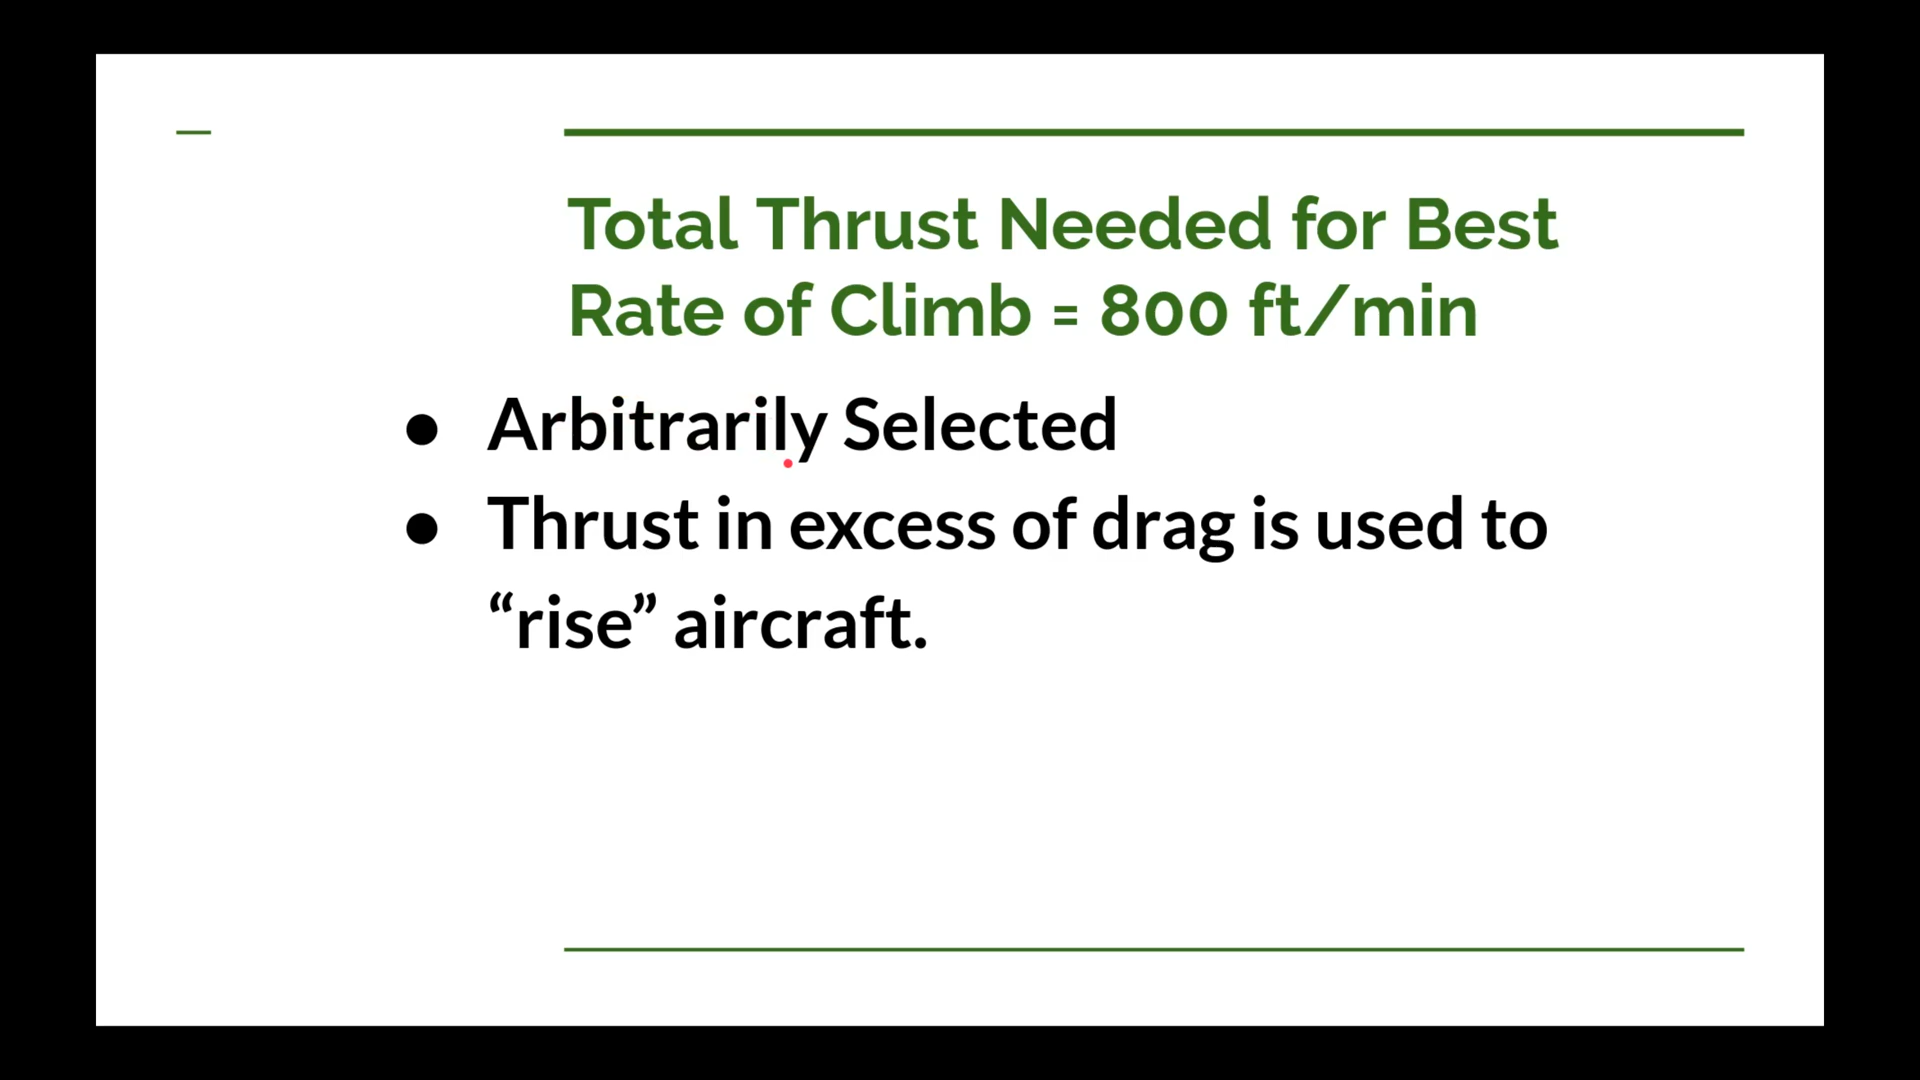 Total Thrust Needed for Best
Rate of Climb = 800 ft/min
● Arbitrarily Selected
● Thrust in excess of drag is used to
“rise” aircraft.